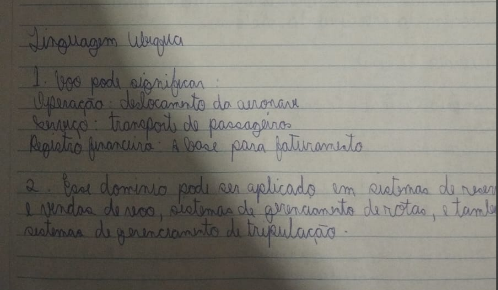 Linguagem Ubíqua
1. Voo pode significar:
Operação: deslocamento da aeronave
Serviço: transporte de passageiros
Registro financeiro: A base para faturamento
2. Esse domínio pode ser aplicado em sistemas de reser
e vendas de voo, sistemas de gerenciamento de rotas, e També
sistemas de gerenciamento de tripulação.